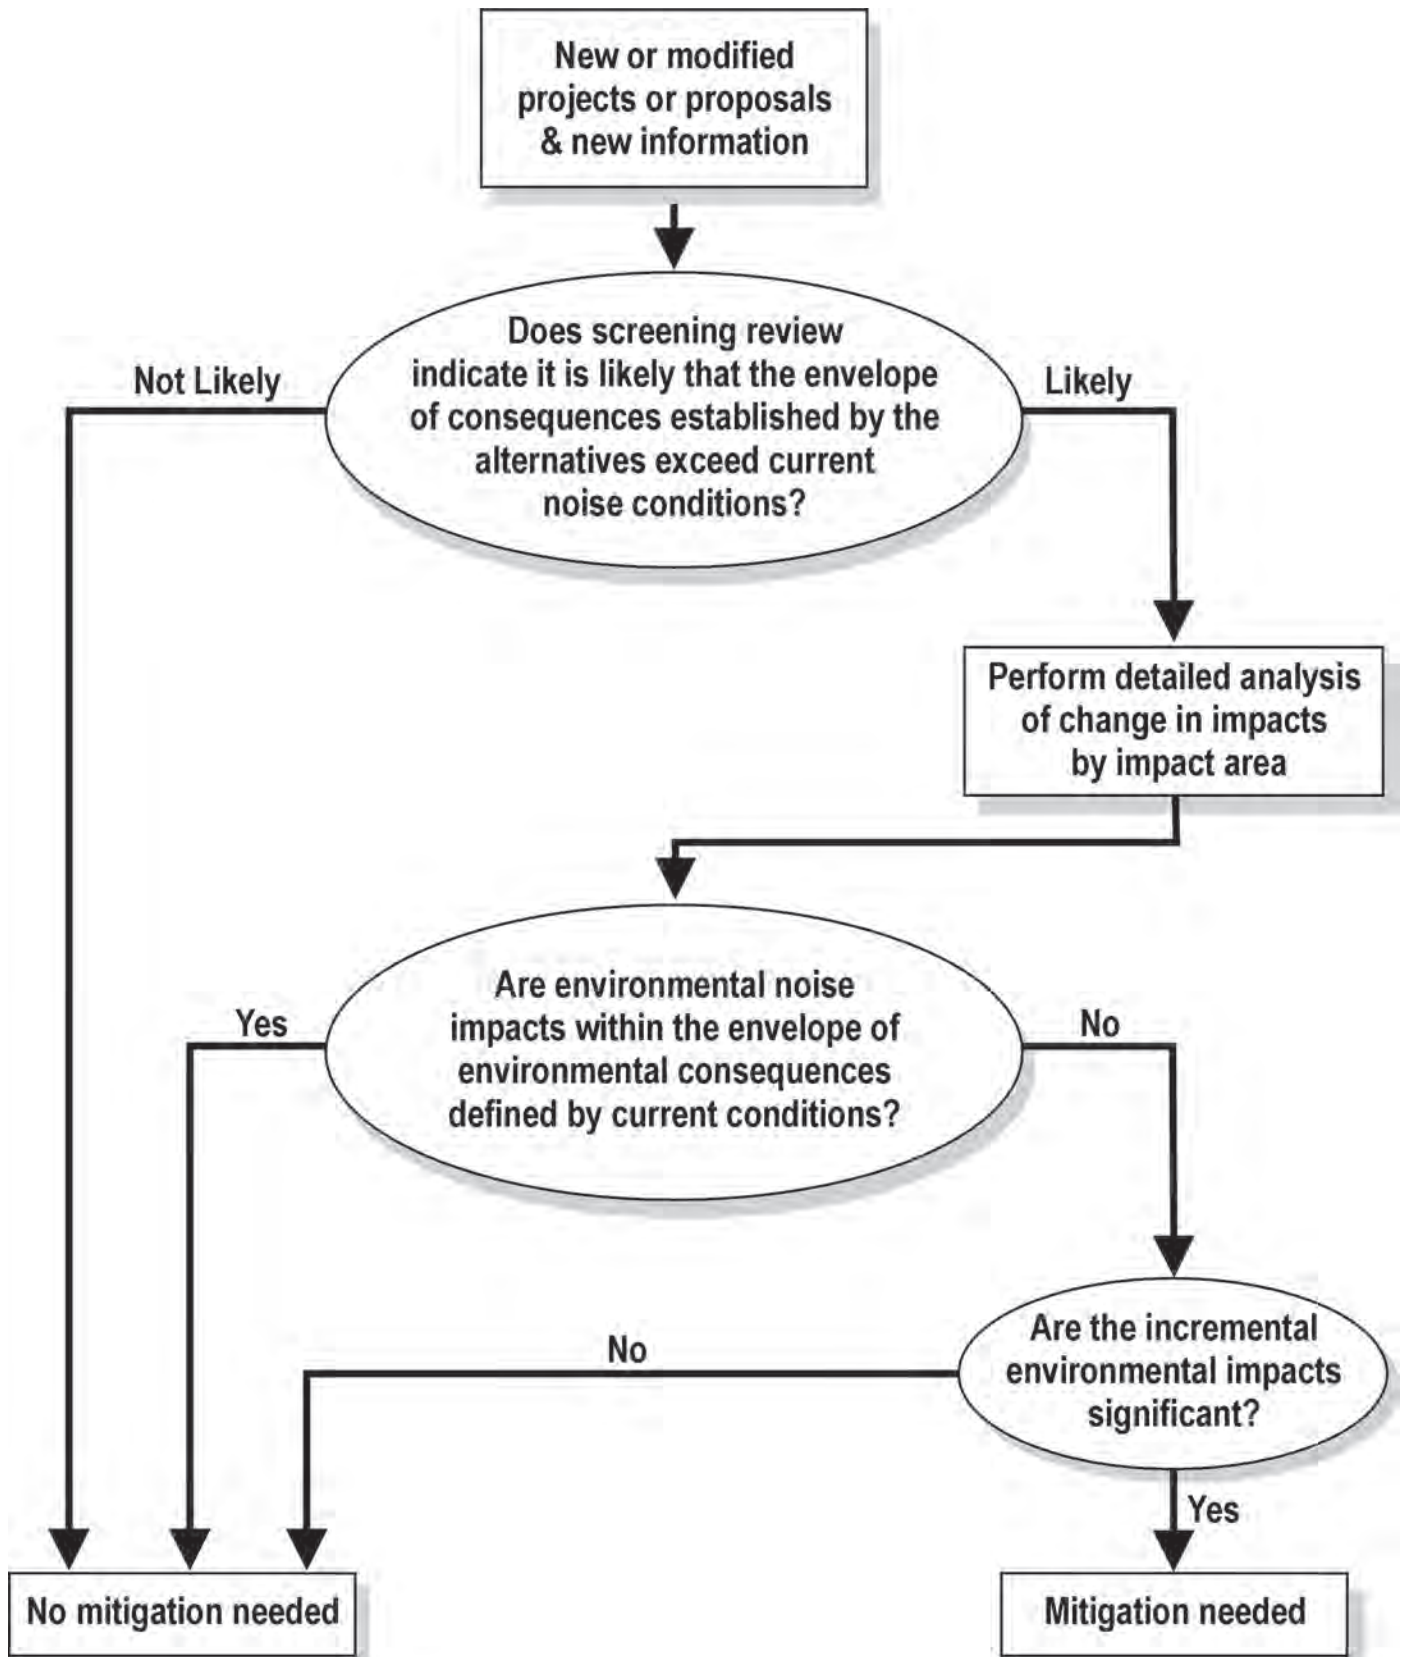 New or modified
projects or proposals
& new information
Does screening review
indicate it is likely that the envelope
of consequences established by the
alternatives exceed current
noise conditions?
Not Likely
Likely
Perform detailed analysis
of change in impacts
by impact area
Are environmental noise
impacts within the envelope of
environmental consequences
defined by current conditions?
Yes
No
Are the incremental
environmental impacts
significant?
No
Yes
No mitigation needed
Mitigation needed